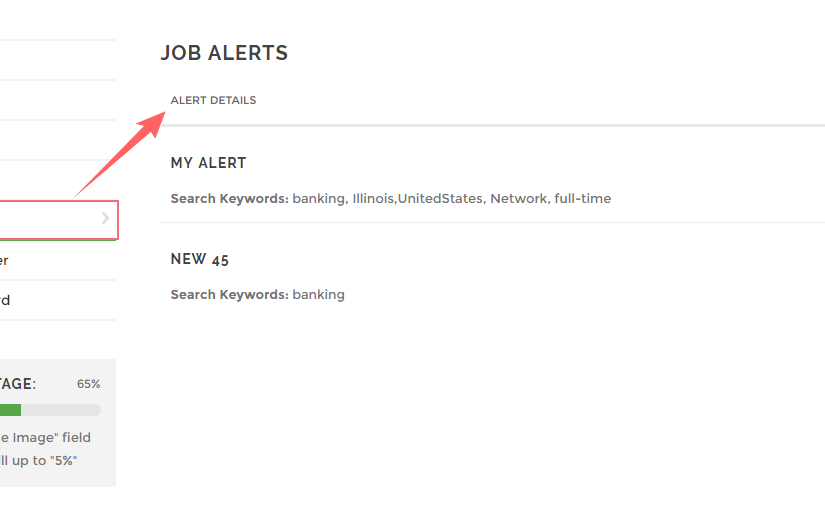 JOB ALERTS
ALERT DETAILS
MY ALERT
Search Keywords: banking, Illinois,UnitedStates, Network, full-time
NEW 45
Search Keywords: banking
er
rd
TAGE: 65%
e Image" field
ll up to "5%"